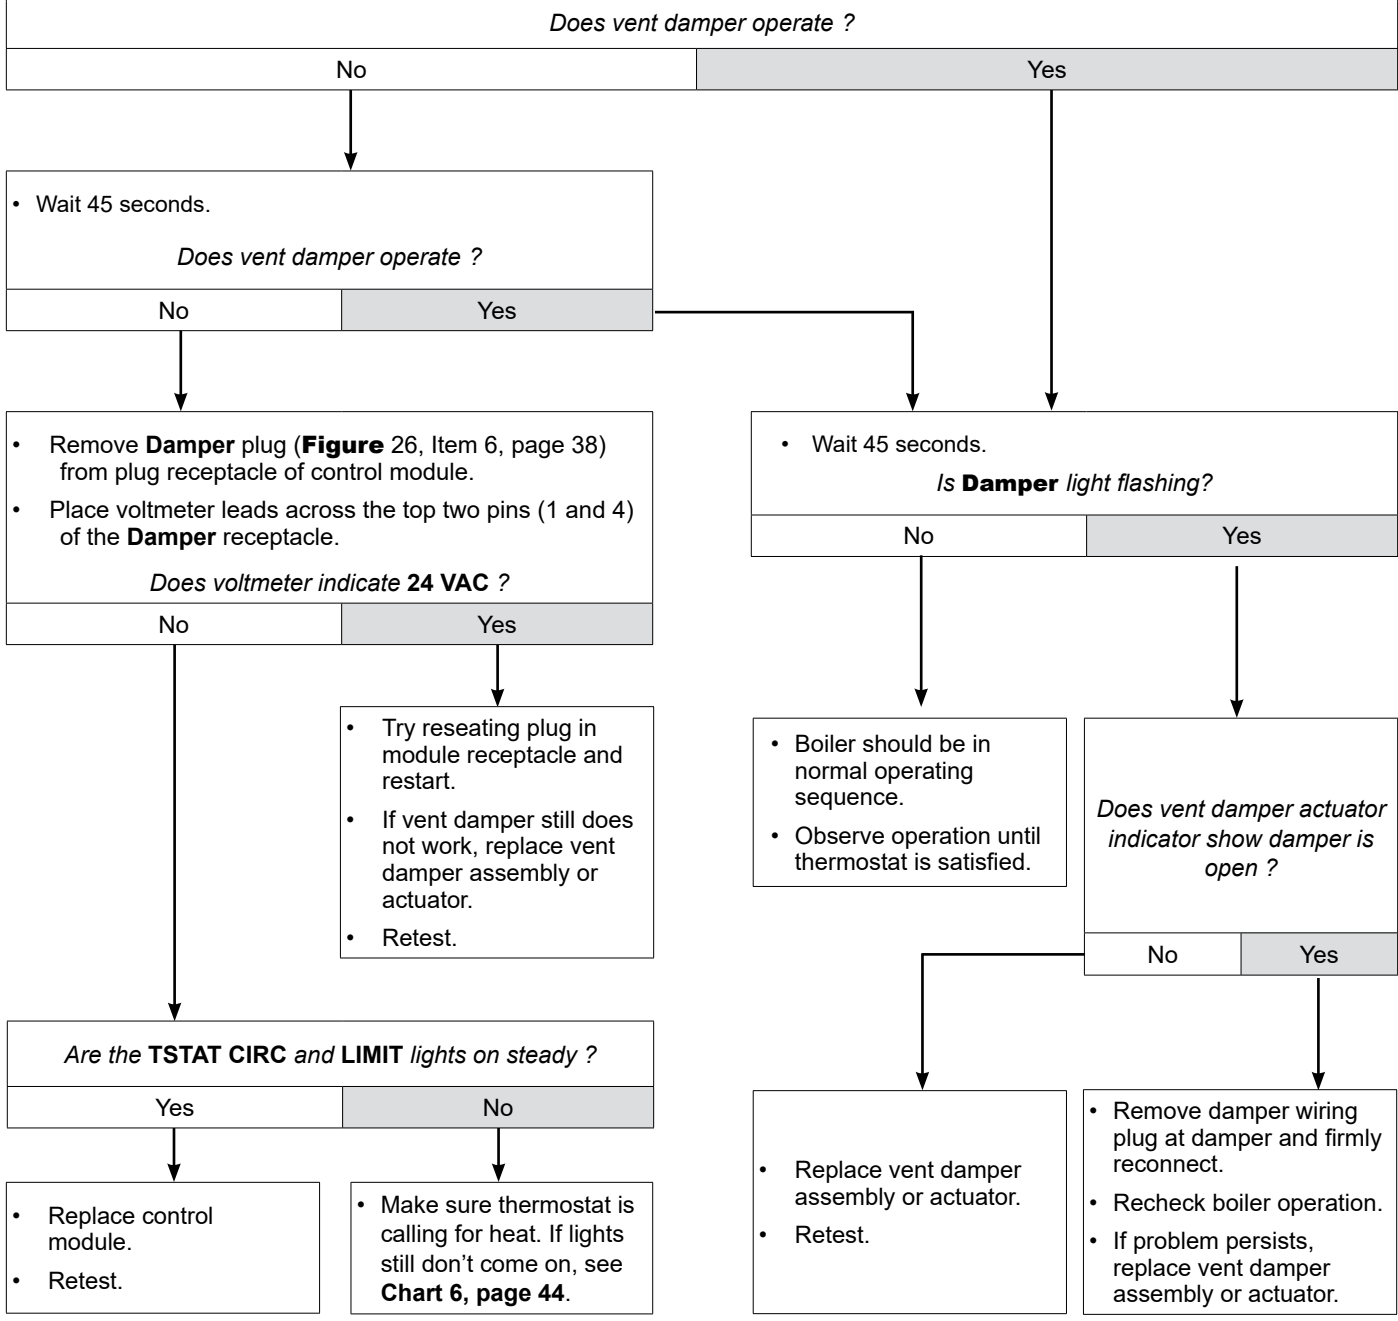 Does vent damper operate ?
No
Yes
• Wait 45 seconds.
Does vent damper operate ?
No
Yes
• Remove Damper plug (Figure 26, Item 6, page 38)
from plug receptacle of control module.
• Place voltmeter leads across the top two pins (1 and 4)
of the Damper receptacle.
Does voltmeter indicate 24 VAC ?
No
Yes
• Wait 45 seconds.
Is Damper light flashing?
No
Yes
• Try reseating plug in
module receptacle and
restart.
• If vent damper still does
not work, replace vent
damper assembly or
actuator.
• Retest.
• Boiler should be in
normal operating
sequence.
• Observe operation until
thermostat is satisfied.
Does vent damper actuator
indicator show damper is
open ?
No
Yes
Are the TSTAT CIRC and LIMIT lights on steady ?
Yes
No
• Replace control
module.
• Retest.
• Make sure thermostat is
calling for heat. If lights
still don’t come on, see
Chart 6, page 44.
• Replace vent damper
assembly or actuator.
• Retest.
• Remove damper wiring
plug at damper and firmly
reconnect.
• Recheck boiler operation.
• If problem persists,
replace vent damper
assembly or actuator.